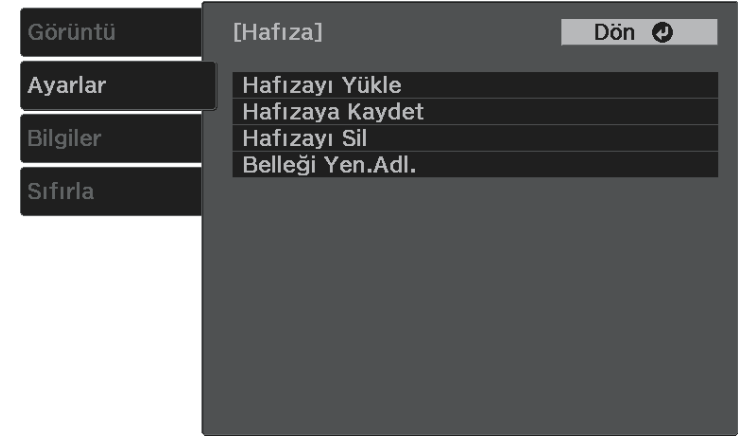 Görüntü
Ayarlar
Bilgiler
Sıfırla
[Hafıza]
Dön
Hafızayı Yükle
Hafızaya Kaydet
Hafızayı Sil
Belleği Yen.Adl.